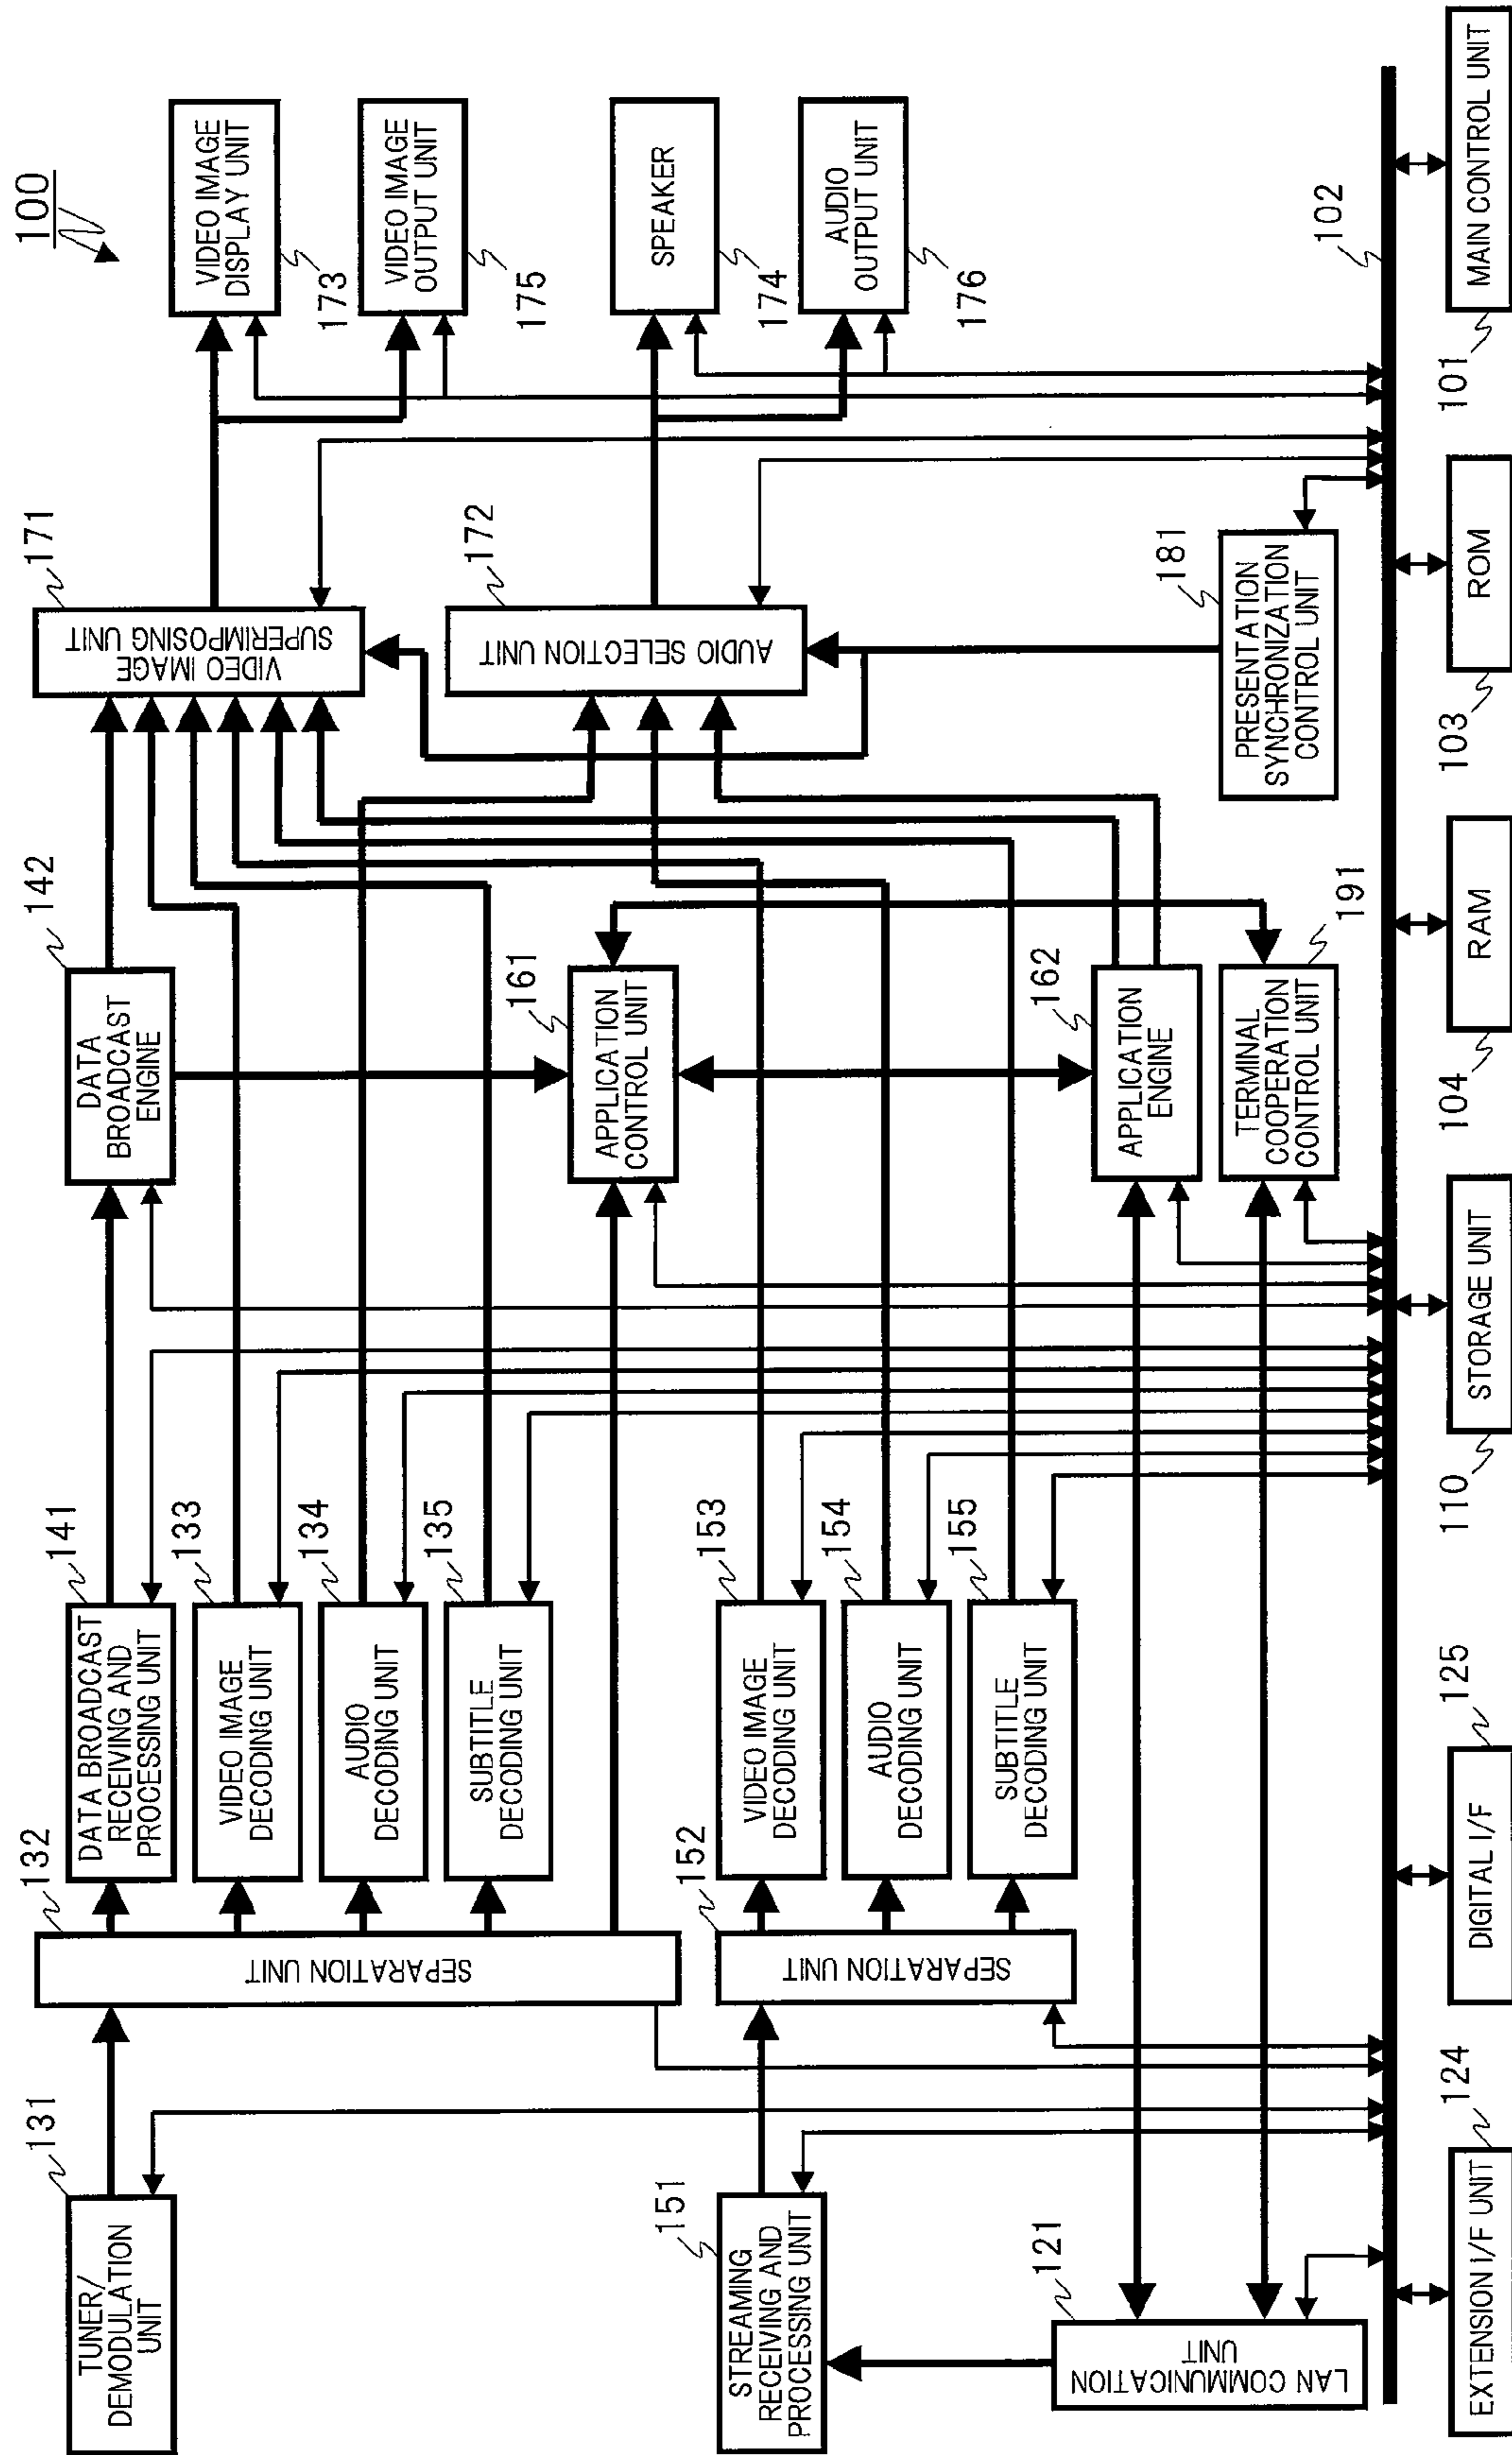 100
TUNER/
DEMODULATION
UNIT
131
SEPARATION UNIT
132
DATA BROADCAST
RECEIVING AND
PROCESSING UNIT
141
VIDEO IMAGE
DECODING UNIT
133
AUDIO
DECODING UNIT
134
SUBTITLE
DECODING UNIT
135
DATA
BROADCAST
ENGINE
142
VIDEO IMAGE
SUPERIMPOSING UNIT
171
VIDEO IMAGE
DISPLAY UNIT
173
VIDEO IMAGE
OUTPUT UNIT
175
STREAMING
RECEIVING AND
PROCESSING UNIT
151
SEPARATION UNIT
152
VIDEO IMAGE
DECODING UNIT
153
AUDIO
DECODING UNIT
154
SUBTITLE
DECODING UNIT
155
APPLICATION
CONTROL UNIT
161
AUDIO SELECTION UNIT
172
SPEAKER
174
AUDIO
OUTPUT UNIT
176
LAN COMMUNICATION
UNIT
121
APPLICATION
ENGINE
162
TERMINAL
COOPERATION
CONTROL UNIT
191
PRESENTATION
SYNCHRONIZATION
CONTROL UNIT
181
102
EXTENSION I/F UNIT
124
DIGITAL I/F
125
STORAGE UNIT
110
RAM
104
ROM
103
MAIN CONTROL UNIT
101